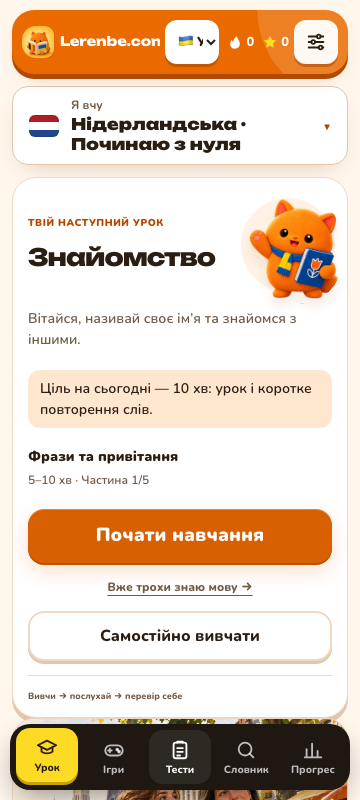 Lerenbe.com
0
0
Я вчу
Нідерландська ·
Починаю з нуля
ТВІЙ НАСТУПНИЙ УРОК
Знайомство
Вітайся, називай своє ім’я та знайомся з
іншими.
Ціль на сьогодні — 10 хв: урок і коротке
повторення слів.
Фрази та привітання
5–10 хв · Частина 1/5
Почати навчання
Вже трохи знаю мову →
Самостійно вивчати
Вивчи → послухай → перевір себе
Урок
Ігри
Тести
Словник
Прогрес